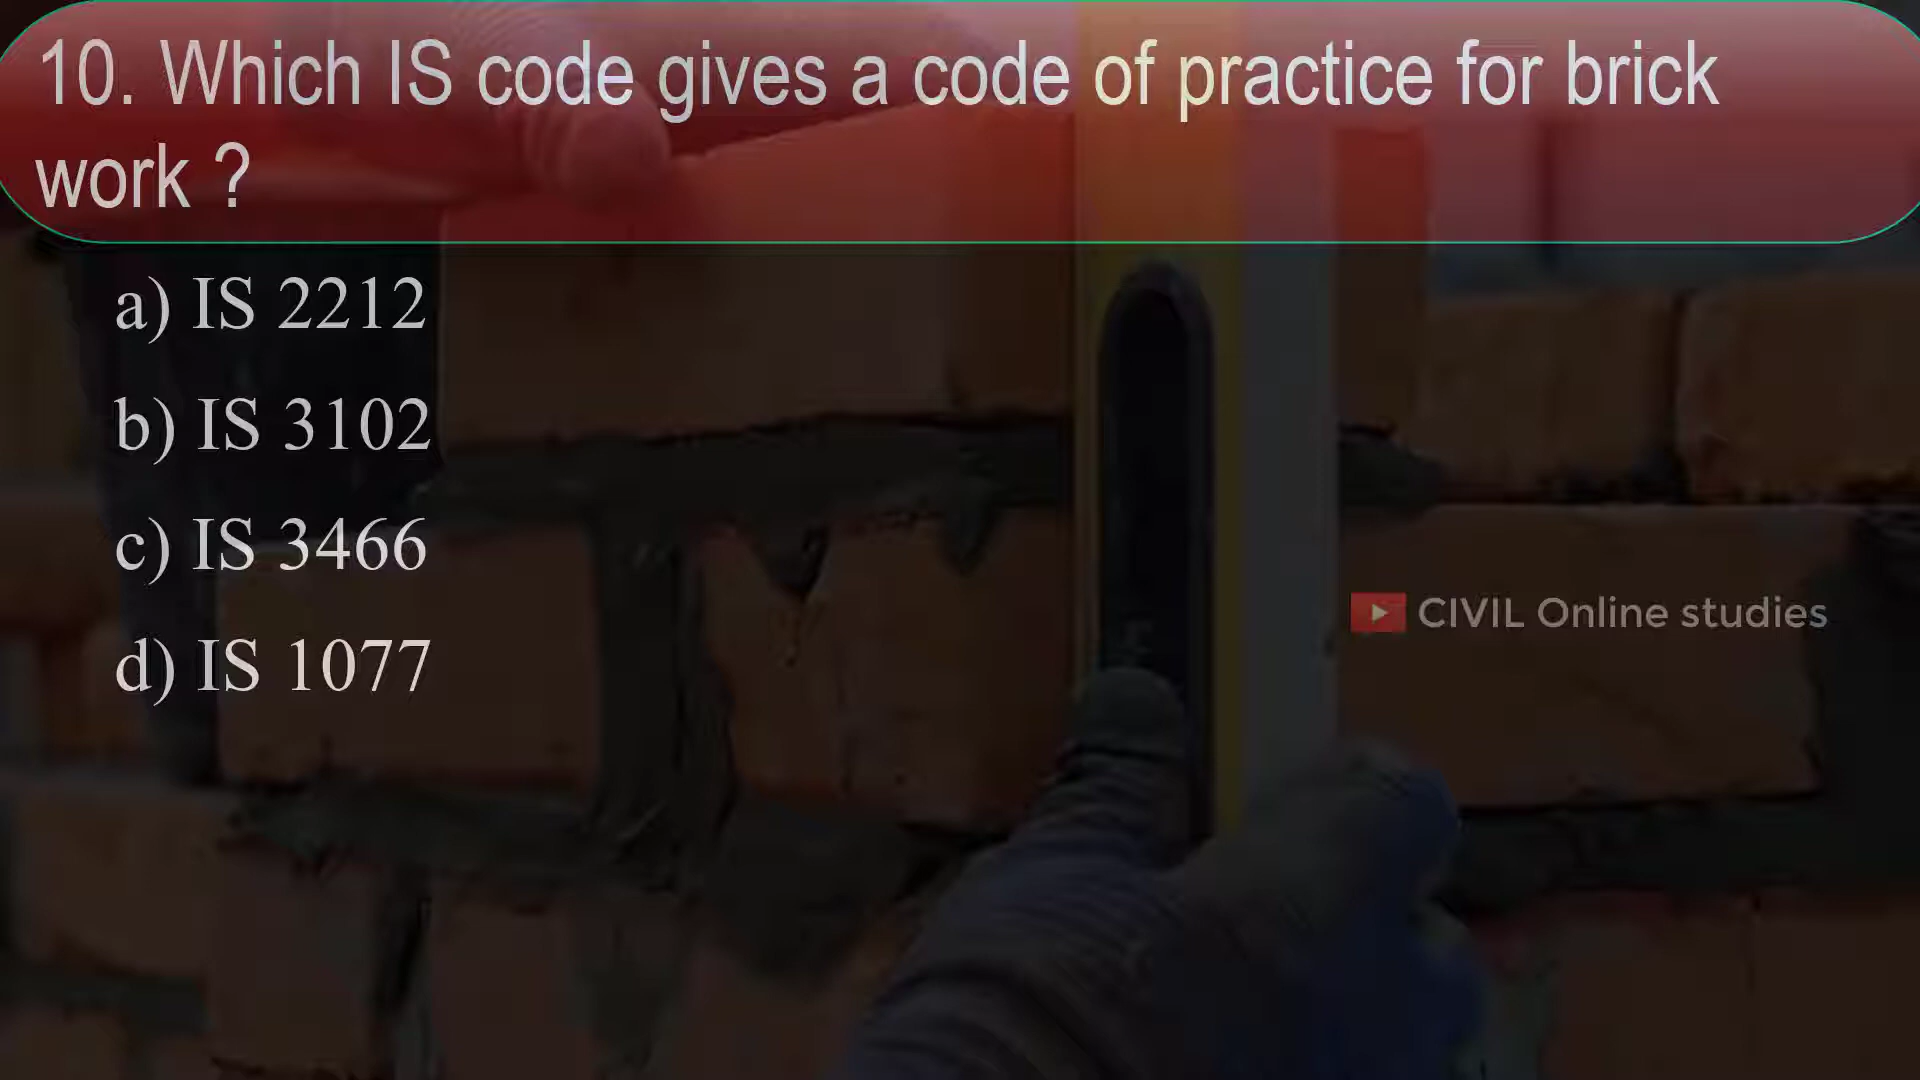 10. Which IS code gives a code of practice for brick
work ?
a) IS 2212
b) IS 3102
c) IS 3466
d) IS 1077
CIVIL Online studies